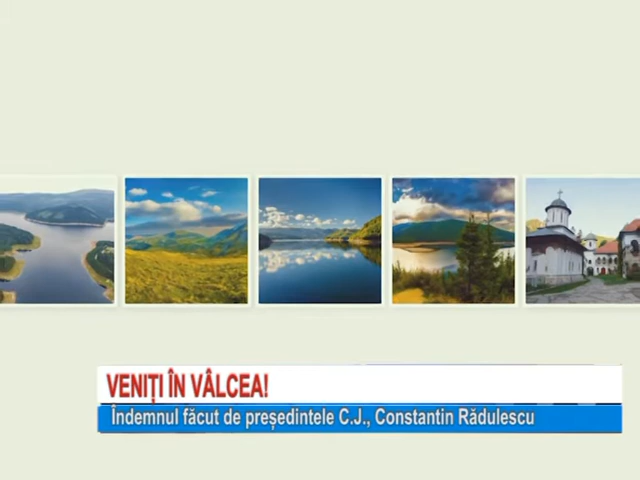 VENIȚI ÎN VÂLCEA!
Îndemnul făcut de președintele C.J., Constantin Rădulescu